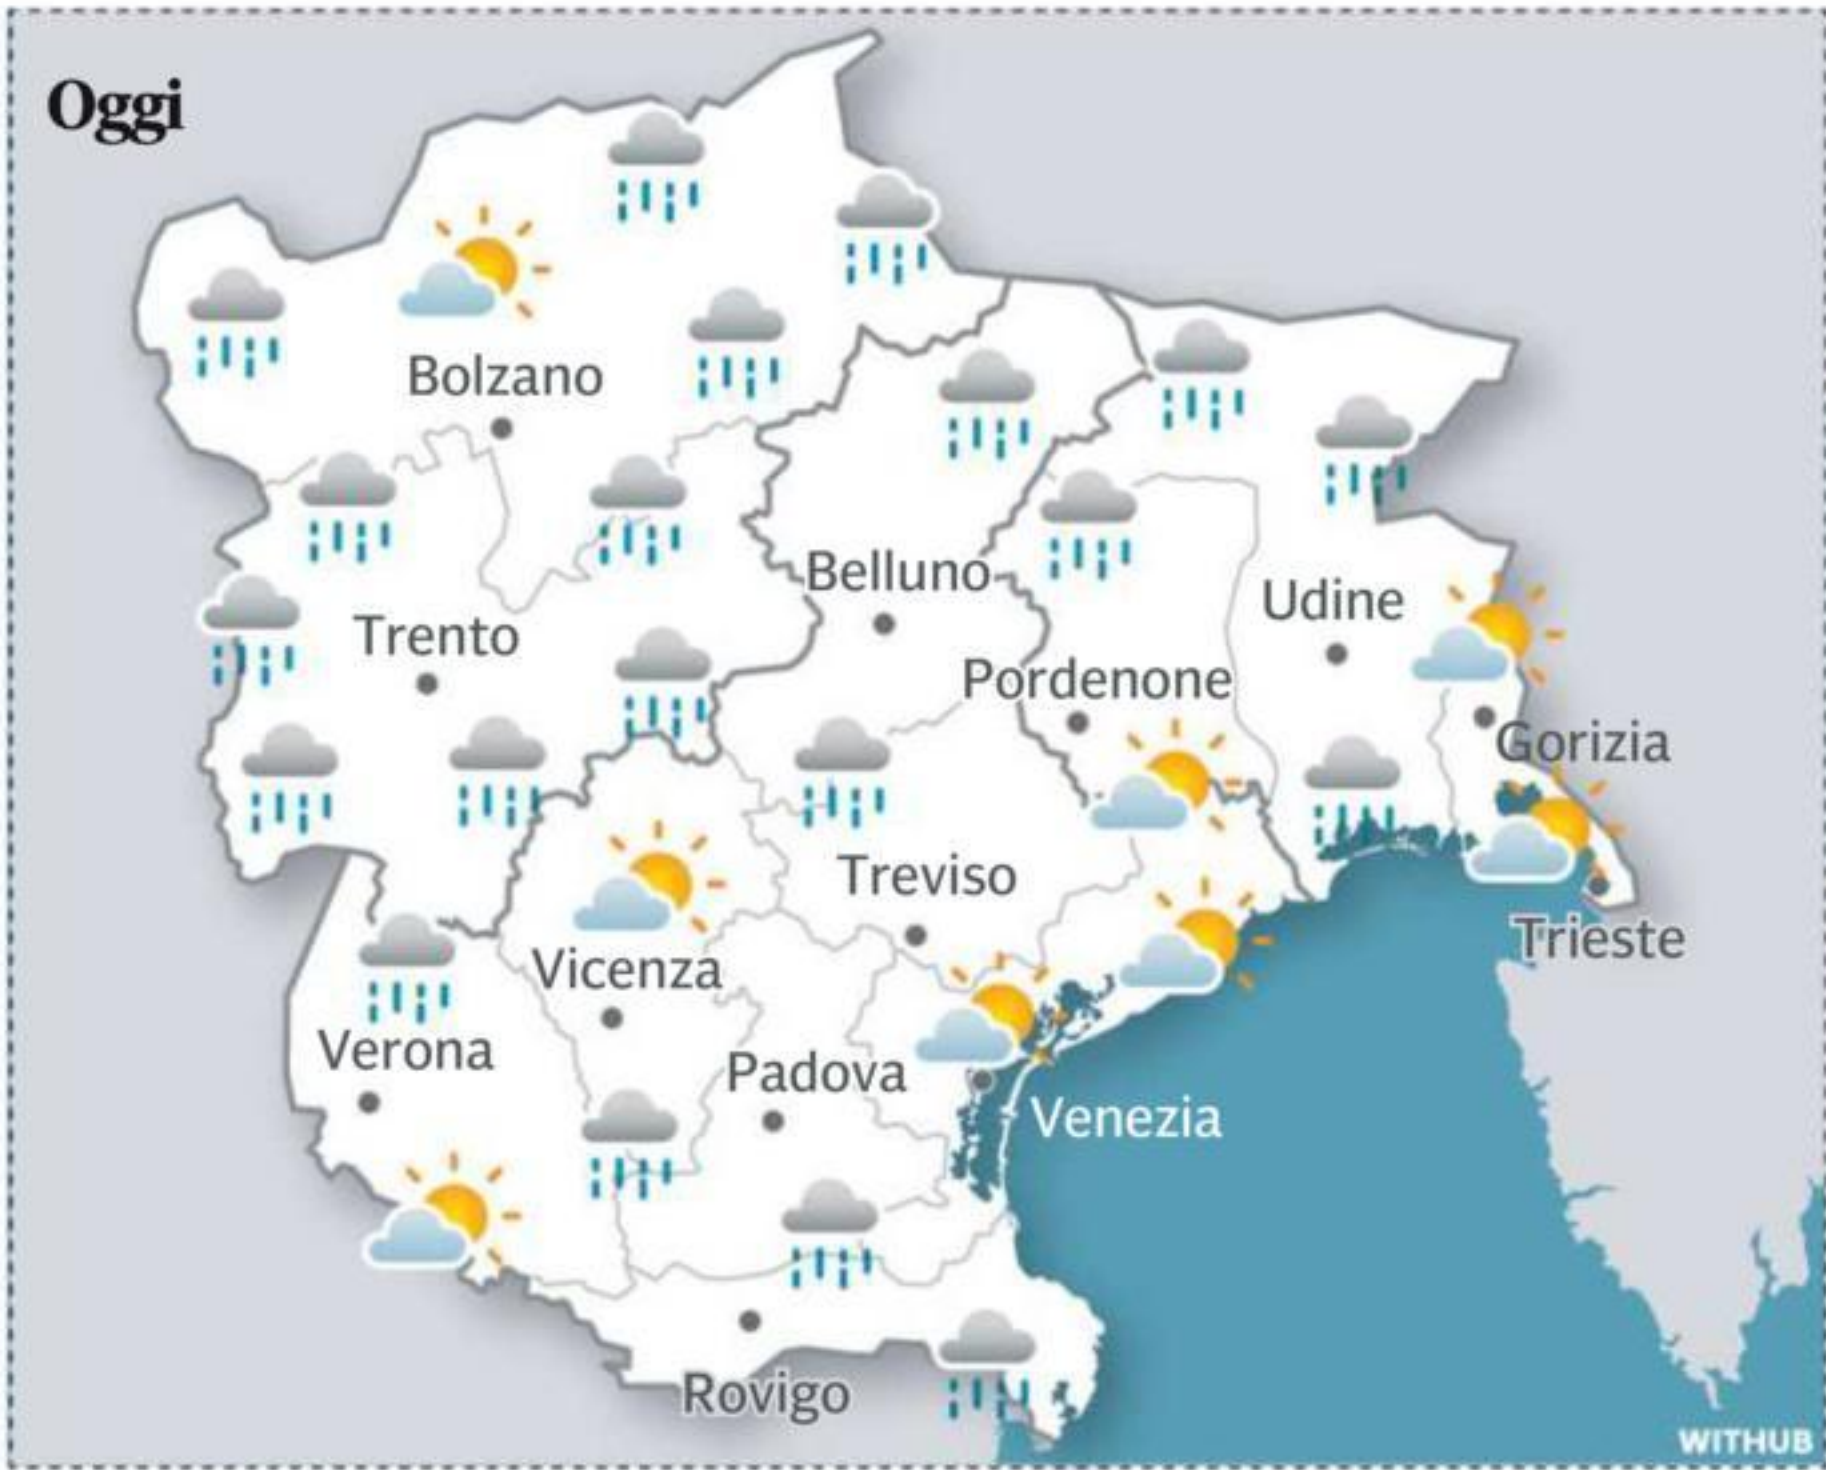 Oggi
Bolzano
Belluno
Udine
Trento
Pordenone
Gorizia
Treviso
Trieste
Vicenza
Verona
Padova
Venezia
Rovigo
WITHUB